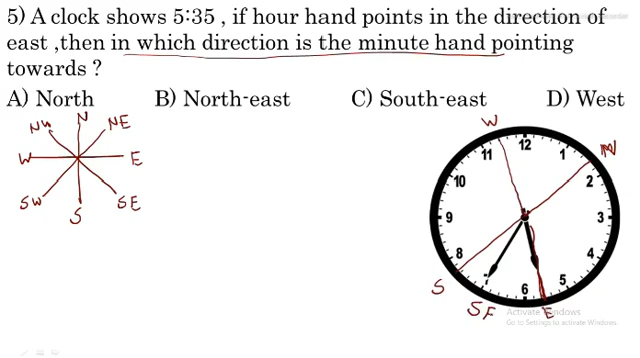 5) A clock shows 5:35 , if hour hand points in the direction of
east ,then in which direction is the minute hand pointing
towards ?
A) North B) North-east C) South-east D) West
N
NW NE
W E
SW SE
S
W
N
12
11 1
10 2
9 3
8 4
7 5
6
S
SE E
Activate Windows
Go to Settings to activate Windows.